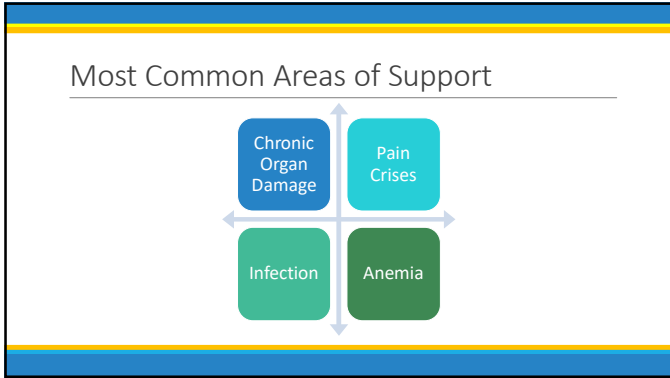 Most Common Areas of Support
Chronic
Organ
Damage
Pain
Crises
Infection
Anemia